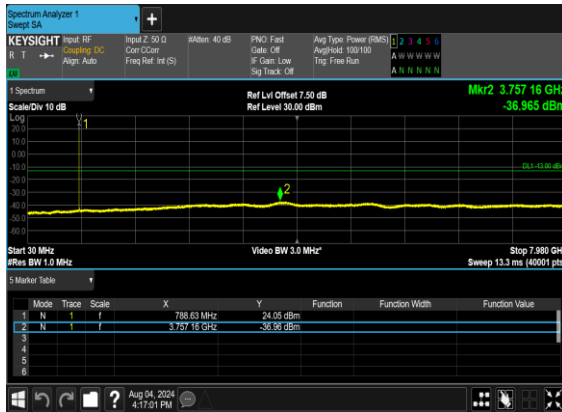 Spectrum Analyzer 1
Swept SA
+
KEYSIGHT Input: RF Input Z: 50 Ω #Atten: 40 dB PNO: Fast Avg Type: Power (RMS) 1 2 3 4 5 6
R T Coupling: DC Corr CCorr Gate: Off Avg|Hold: 100/100 A W W W W W
Align: Auto Freq Ref: Int (S) IF Gain: Low Trig: Free Run
Sig Track: Off A N N N N N
1 Spectrum
Scale/Div 10 dB
Ref Lvl Offset 7.50 dB
Ref Level 30.00 dBm
Mkr2 3.757 16 GHz
-36.965 dBm
Log
1
20.0
10.0
0.00
-10.0
DL1 -13.00 dB
-20.0
-30.0
2
-40.0
-50.0
-60.0
Start 30 MHz Video BW 3.0 MHz* Stop 7.980 GH
#Res BW 1.0 MHz Sweep 13.3 ms (40001 pts
5 Marker Table
Mode Trace Scale X Y Function Function Width Function Value
1 N 1 f 788.63 MHz 24.05 dBm
2 N 1 f 3.757 16 GHz -36.96 dBm
3
4
5
6
? Aug 04, 2024
4:17:01 PM